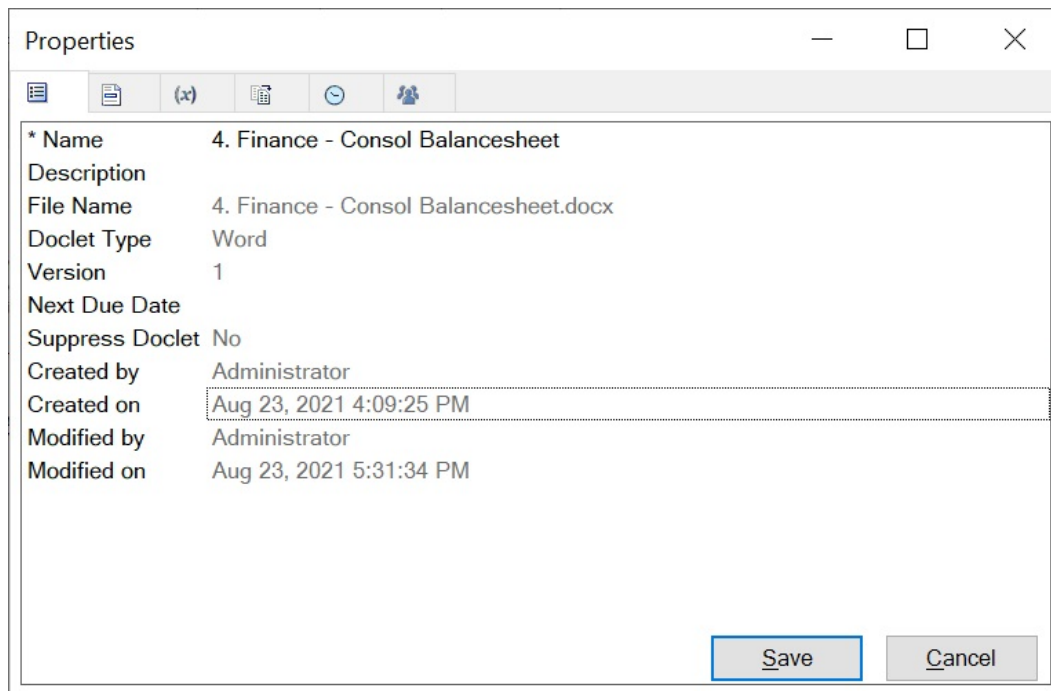 Properties
(x)
* Name 4. Finance - Consol Balancesheet
Description
File Name 4. Finance - Consol Balancesheet.docx
Doclet Type Word
Version 1
Next Due Date
Suppress Doclet No
Created by Administrator
Created on Aug 23, 2021 4:09:25 PM
Modified by Administrator
Modified on Aug 23, 2021 5:31:34 PM
Save Cancel